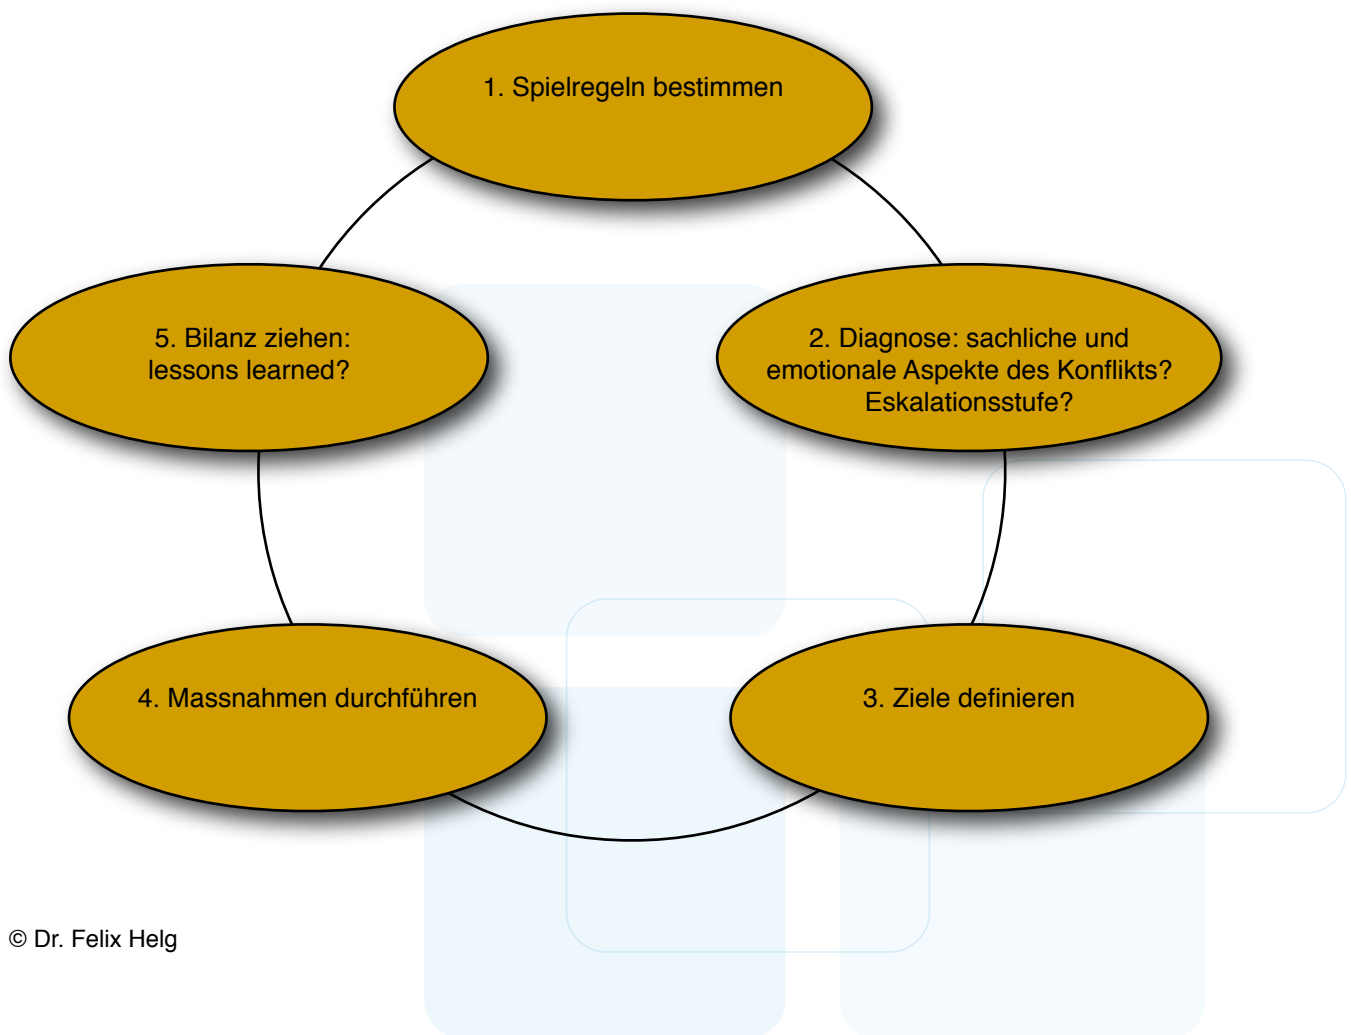 1. Spielregeln bestimmen
2. Diagnose: sachliche und
emotionale Aspekte des Konflikts?
Eskalationsstufe?
3. Ziele definieren
4. Massnahmen durchführen
5. Bilanz ziehen:
lessons learned?
© Dr. Felix Helg